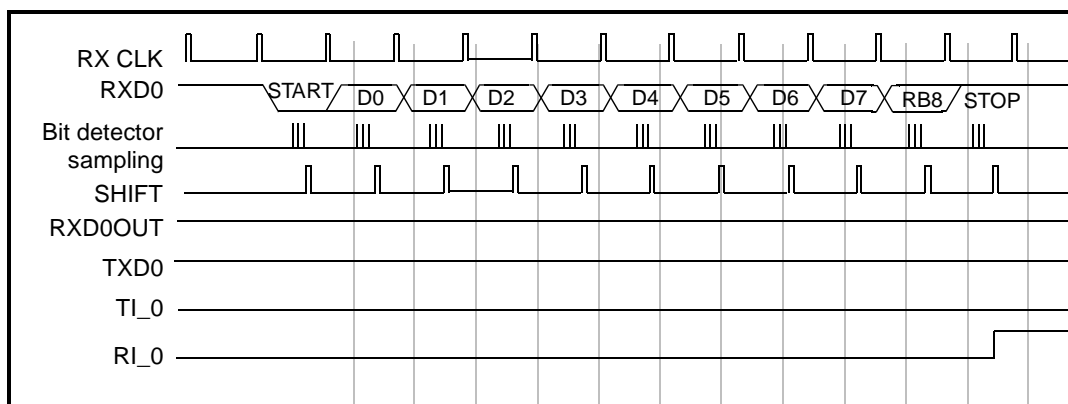 RX CLK
RXD0 START D0 D1 D2 D3 D4 D5 D6 D7 RB8 STOP
Bit detector
sampling
SHIFT
RXD0OUT
TXD0
TI_0
RI_0